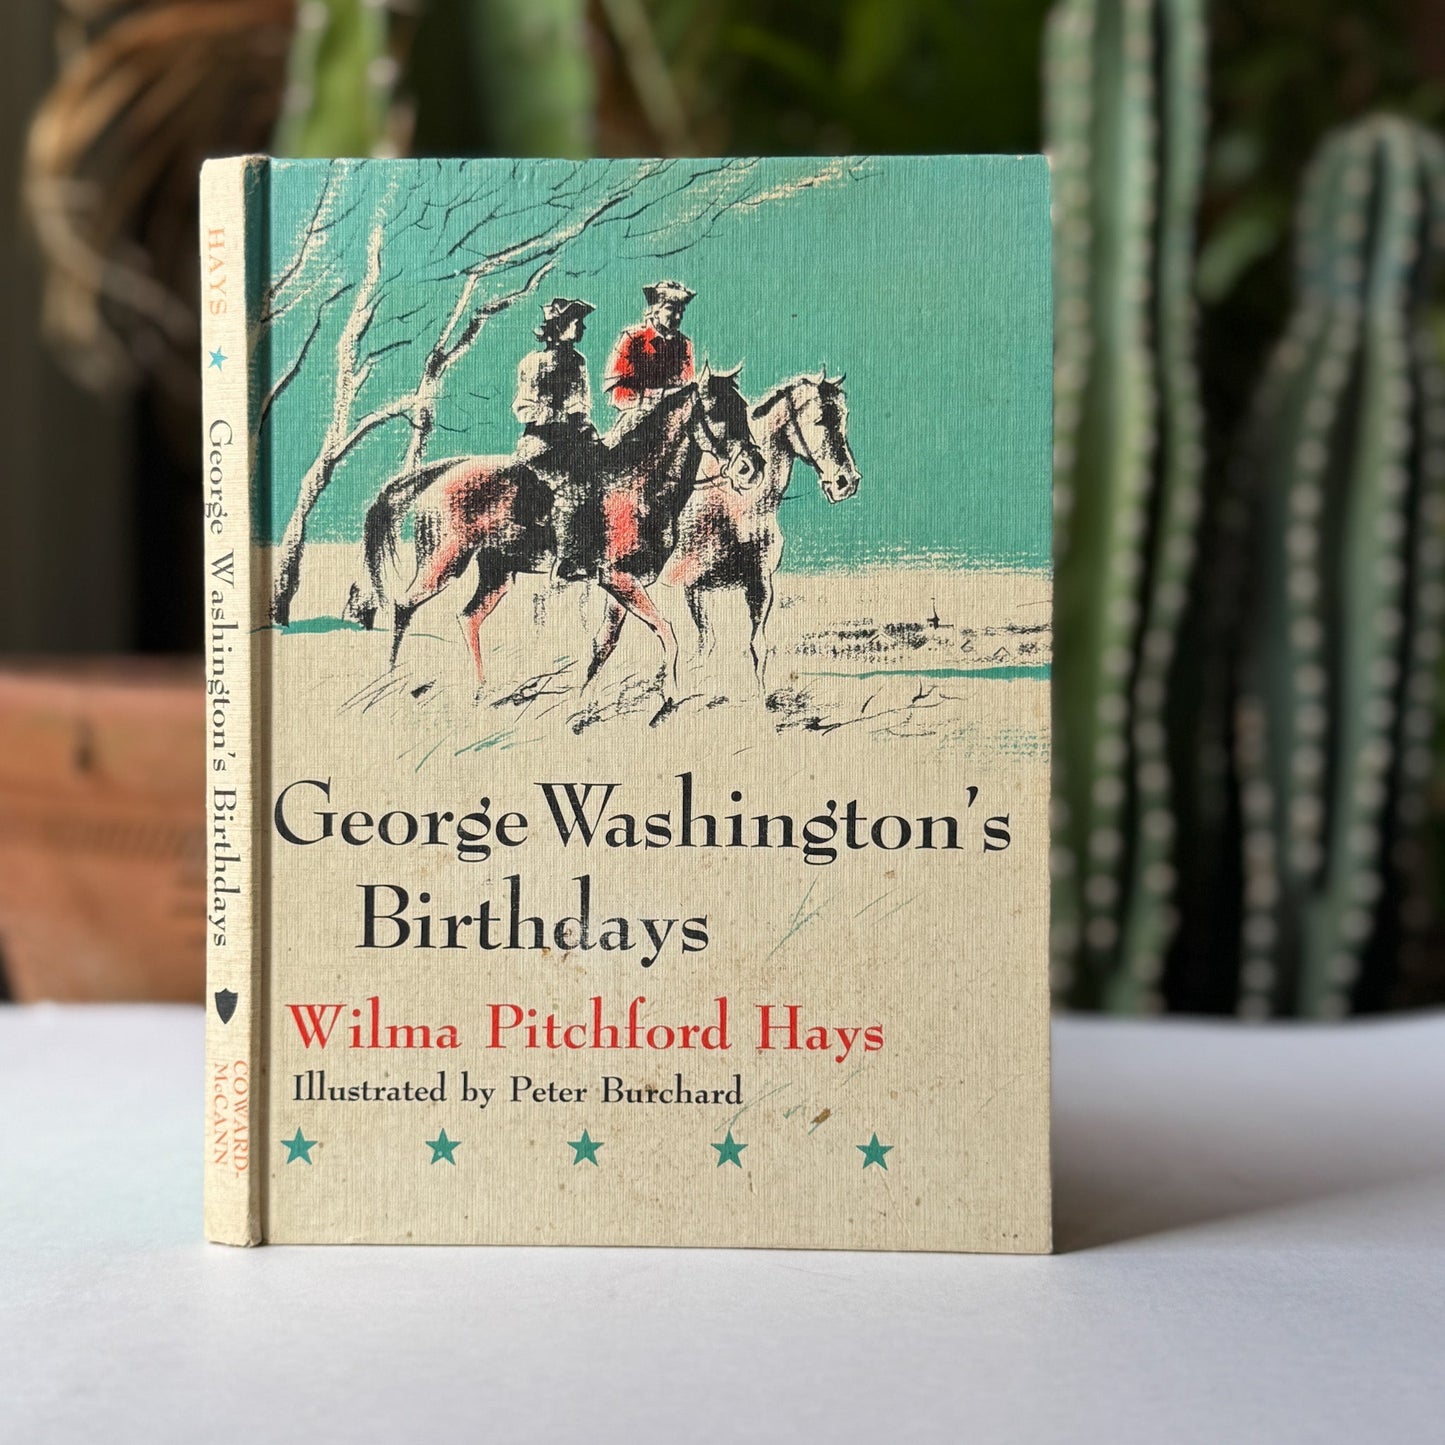 HAYS
George Washington's Birthdays
COWARD-
McCANN
George Washington's
Birthdays
Wilma Pitchford Hays
Illustrated by Peter Burchard